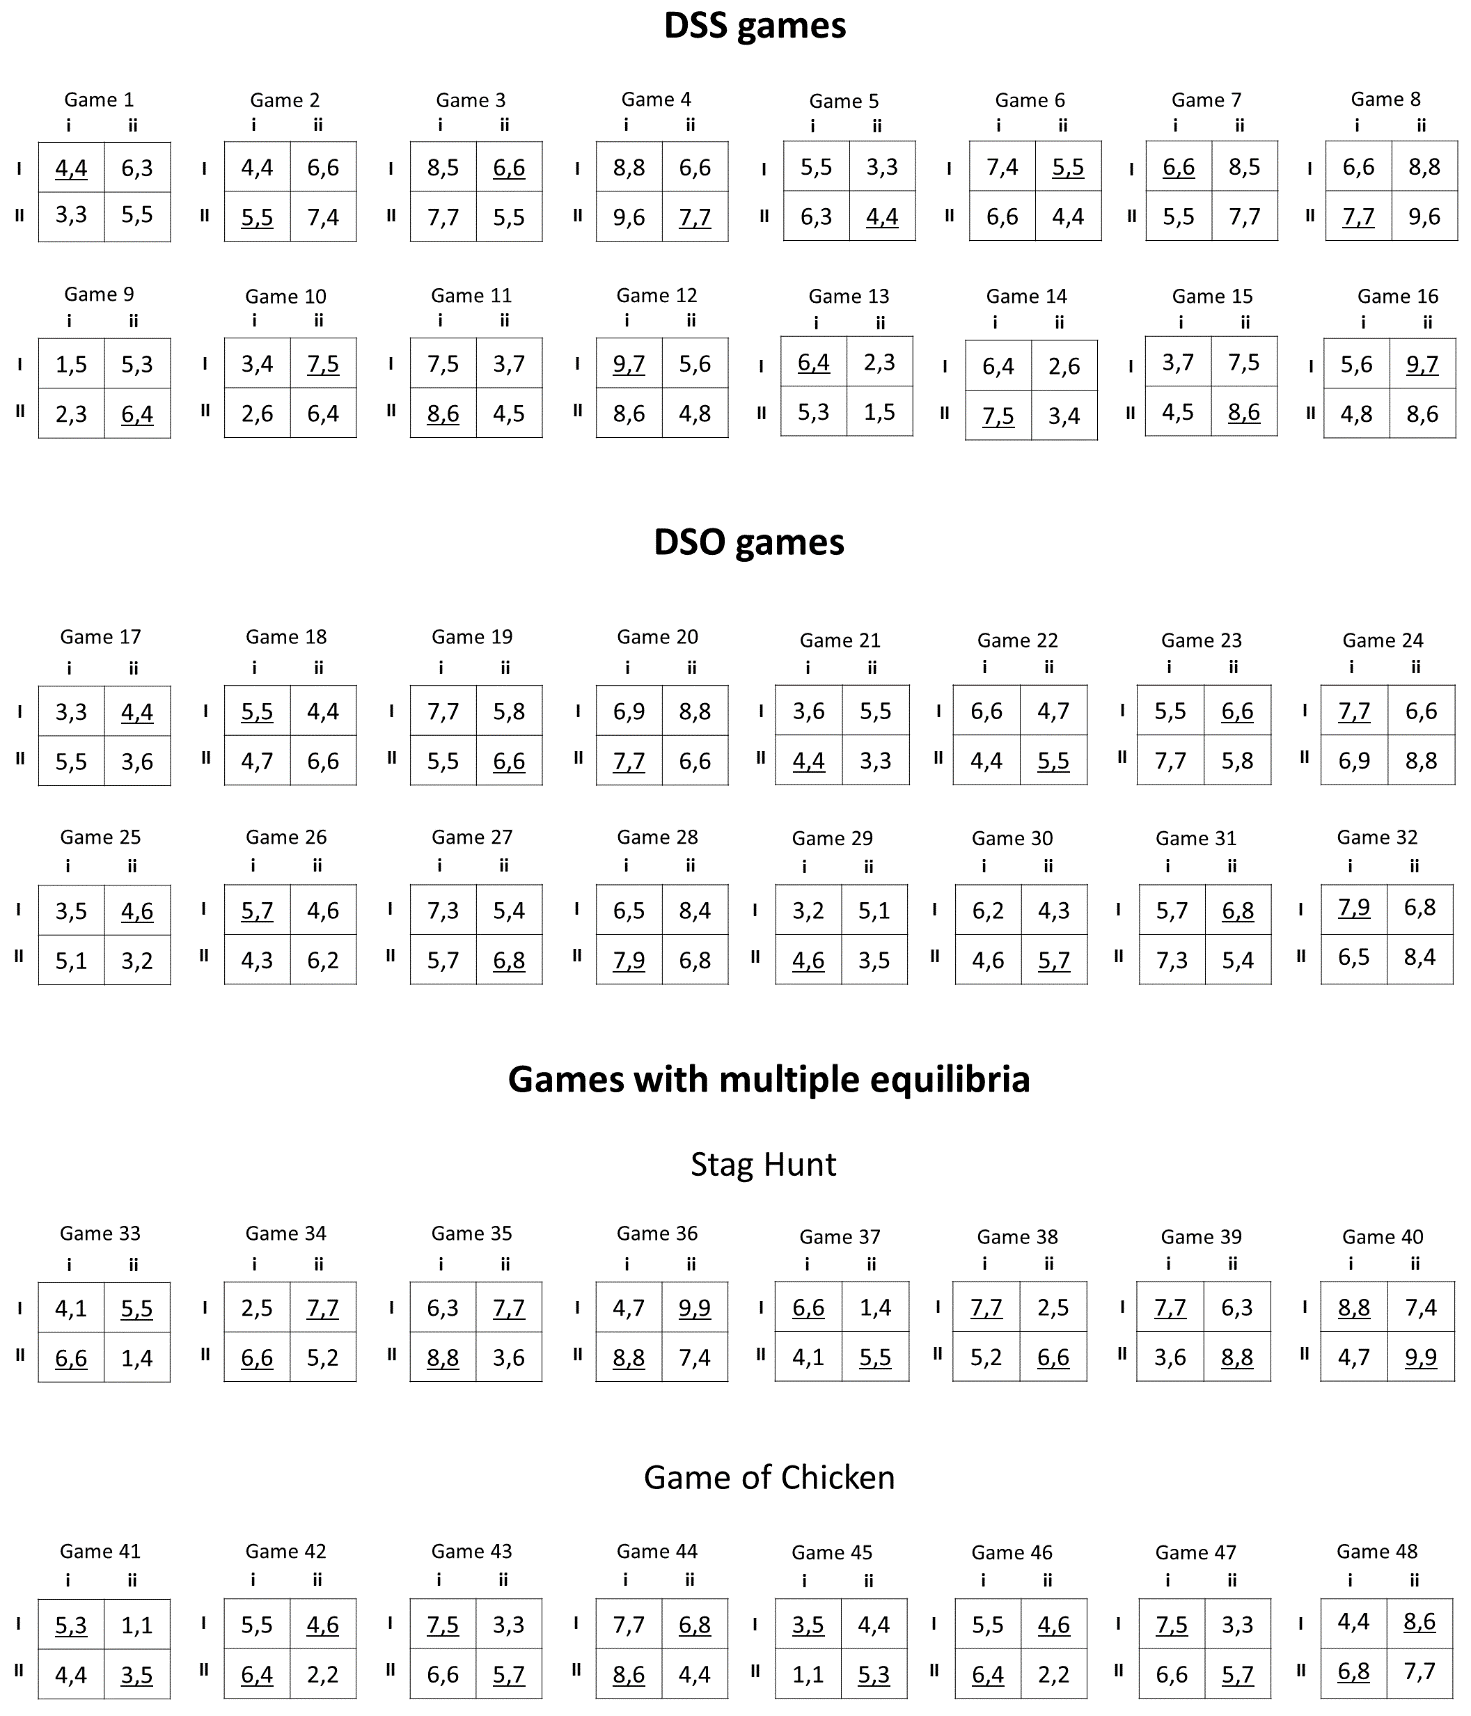 DSS games
Game 1 Game 2 Game 3 Game 4 Game 5 Game 6 Game 7 Game 8
i ii i ii i ii i ii i ii i ii i ii i ii
I 4,4 6,3 I 4,4 6,6 I 8,5 6,6 I 8,8 6,6 I 5,5 3,3 I 7,4 5,5 I 6,6 8,5 I 6,6 8,8
II 3,3 5,5 II 5,5 7,4 II 7,7 5,5 II 9,6 7,7 II 6,3 4,4 II 6,6 4,4 II 5,5 7,7 II 7,7 9,6
Game 9 Game 10 Game 11 Game 12 Game 13 Game 14 Game 15 Game 16
i ii i ii i ii i ii i ii i ii i ii i ii
I 1,5 5,3 I 3,4 7,5 I 7,5 3,7 I 9,7 5,6 I 6,4 2,3 I 6,4 2,6 I 3,7 7,5 I 5,6 9,7
II 2,3 6,4 II 2,6 6,4 II 8,6 4,5 II 8,6 4,8 II 5,3 1,5 II 7,5 3,4 II 4,5 8,6 II 4,8 8,6
DSO games
Game 17 Game 18 Game 19 Game 20 Game 21 Game 22 Game 23 Game 24
i ii i ii i ii i ii i ii i ii i ii i ii
I 3,3 4,4 I 5,5 4,4 I 7,7 5,8 I 6,9 8,8 I 3,6 5,5 I 6,6 4,7 I 5,5 6,6 I 7,7 6,6
II 5,5 3,6 II 4,7 6,6 II 5,5 6,6 II 7,7 6,6 II 4,4 3,3 II 4,4 5,5 II 7,7 5,8 II 6,9 8,8
Game 25 Game 26 Game 27 Game 28 Game 29 Game 30 Game 31 Game 32
i ii i ii i ii i ii i ii i ii i ii i ii
I 3,5 4,6 I 5,7 4,6 I 7,3 5,4 I 6,5 8,4 I 3,2 5,1 I 6,2 4,3 I 5,7 6,8 I 7,9 6,8
II 5,1 3,2 II 4,3 6,2 II 5,7 6,8 II 7,9 6,8 II 4,6 3,5 II 4,6 5,7 II 7,3 5,4 II 6,5 8,4
Games with multiple equilibria
Stag Hunt
Game 33 Game 34 Game 35 Game 36 Game 37 Game 38 Game 39 Game 40
i ii i ii i ii i ii i ii i ii i ii i ii
I 4,1 5,5 I 2,5 7,7 I 6,3 7,7 I 4,7 9,9 I 6,6 1,4 I 7,7 2,5 I 7,7 6,3 I 8,8 7,4
II 6,6 1,4 II 6,6 5,2 II 8,8 3,6 II 8,8 7,4 II 4,1 5,5 II 5,2 6,6 II 3,6 8,8 II 4,7 9,9
Game of Chicken
Game 41 Game 42 Game 43 Game 44 Game 45 Game 46 Game 47 Game 48
i ii i ii i ii i ii i ii i ii i ii i ii
I 5,3 1,1 I 5,5 4,6 I 7,5 3,3 I 7,7 6,8 I 3,5 4,4 I 5,5 4,6 I 7,5 3,3 I 4,4 8,6
II 4,4 3,5 II 6,4 2,2 II 6,6 5,7 II 8,6 4,4 II 1,1 5,3 II 6,4 2,2 II 6,6 5,7 II 6,8 7,7